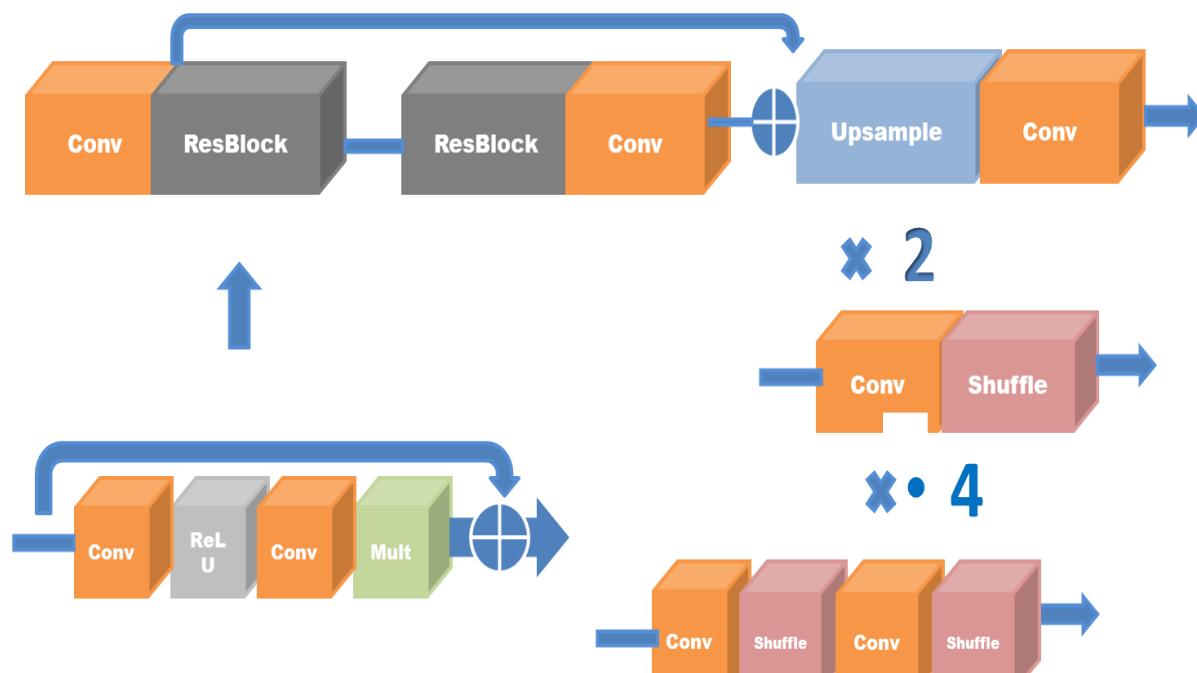 Conv
ResBlock
ResBlock
Conv
Upsample
Conv
× 2
Conv
Shuffle
×• 4
Conv
ReL
U
Conv
Mult
Conv
Shuffle
Conv
Shuffle